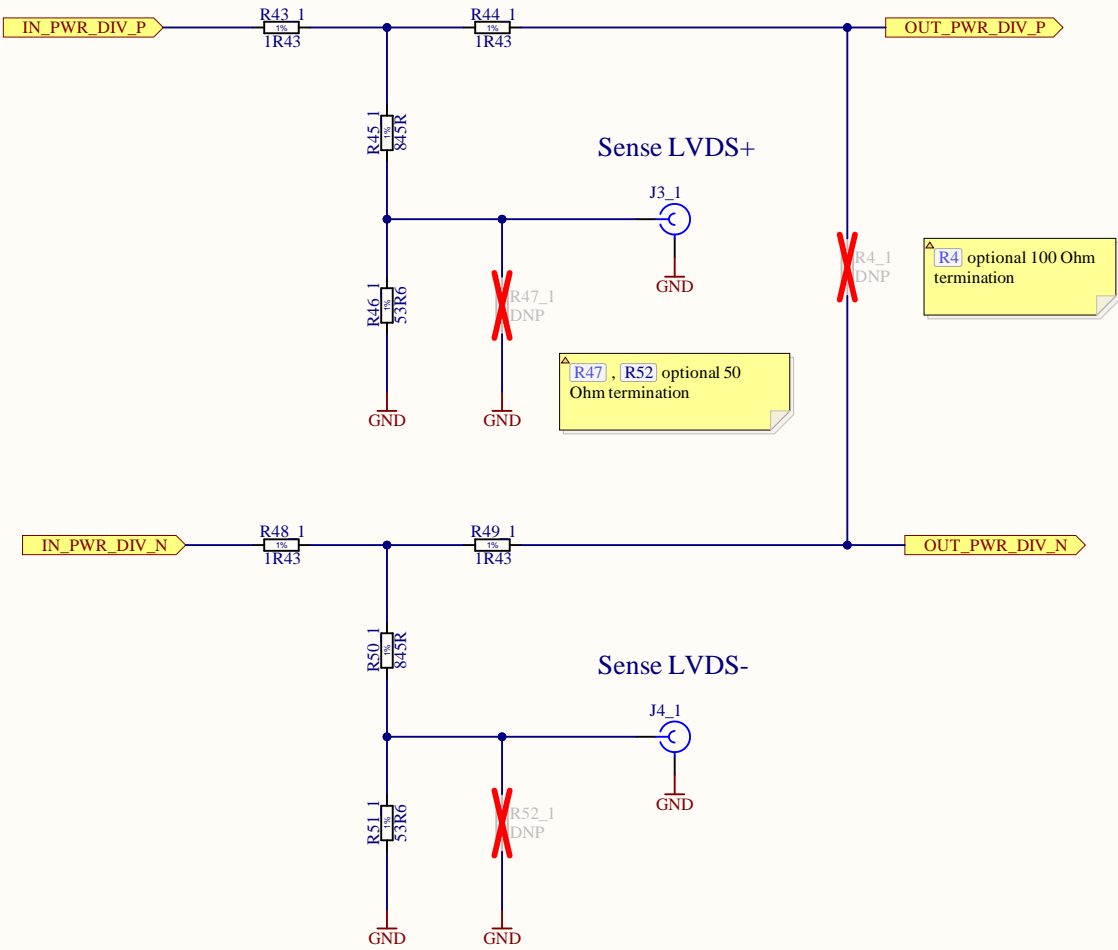 R43_1
1%
1R43
R44_1
1%
1R43
IN_PWR_DIV_P
OUT_PWR_DIV_P
R45_1
1%
845R
Sense LVDS+
J3_1
GND
R46_1
1%
53R6
R47_1
DNP
R4_1
DNP
R4 optional 100 Ohm
termination
R47 , R52 optional 50
Ohm termination
GND
GND
R48_1
1%
1R43
R49_1
1%
1R43
IN_PWR_DIV_N
OUT_PWR_DIV_N
R50_1
1%
845R
Sense LVDS-
J4_1
GND
R51_1
1%
53R6
R52_1
DNP
GND
GND